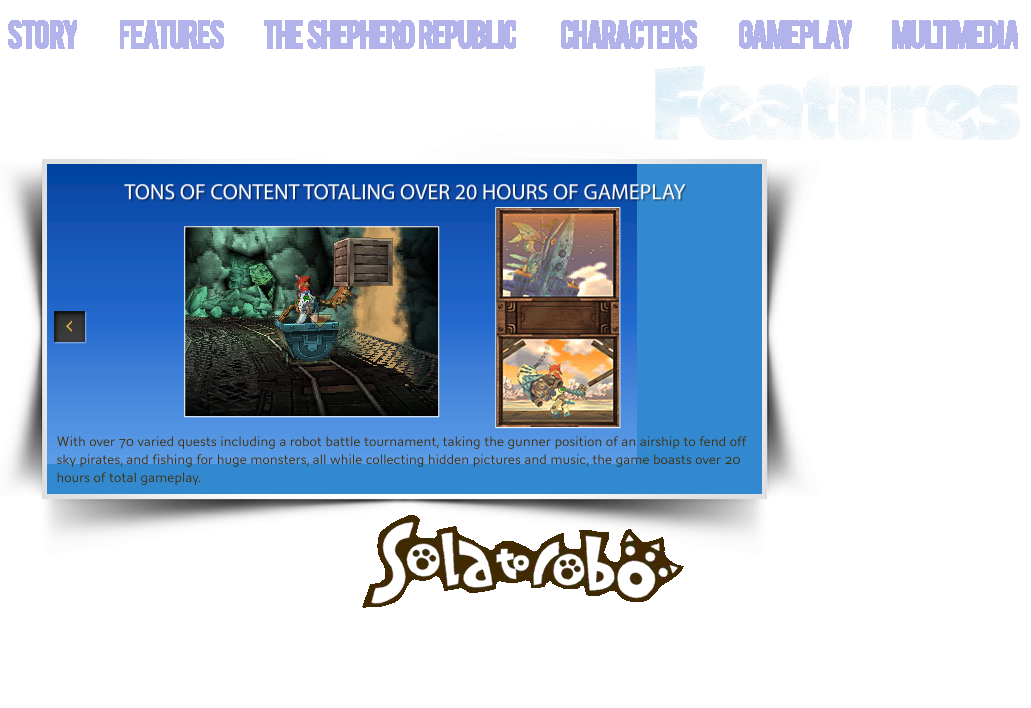 STORY FEATURES THE SHEPHERD REPUBLIC CHARACTERS GAMEPLAY MULTIMEDIA
Features
TONS OF CONTENT TOTALING OVER 20 HOURS OF GAMEPLAY
With over 70 varied quests including a robot battle tournament, taking the gunner position of an airship to fend off
sky pirates, and fishing for huge monsters, all while collecting hidden pictures and music, the game boasts over 20
hours of total gameplay.
Solatorobo